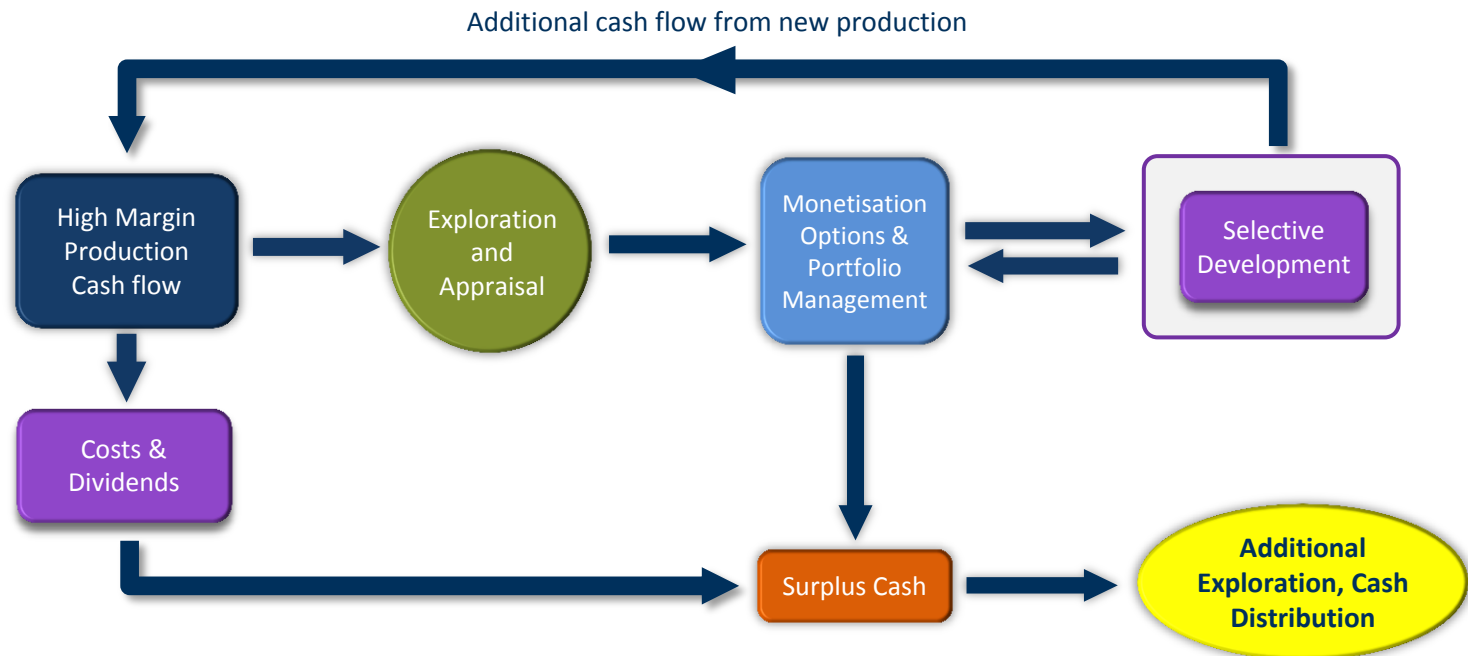 Additional cash flow from new production
High Margin
Production
Cash flow
Exploration
and
Appraisal
Monetisation
Options &
Portfolio
Management
Selective
Development
Costs &
Dividends
Surplus Cash
Additional
Exploration, Cash
Distribution